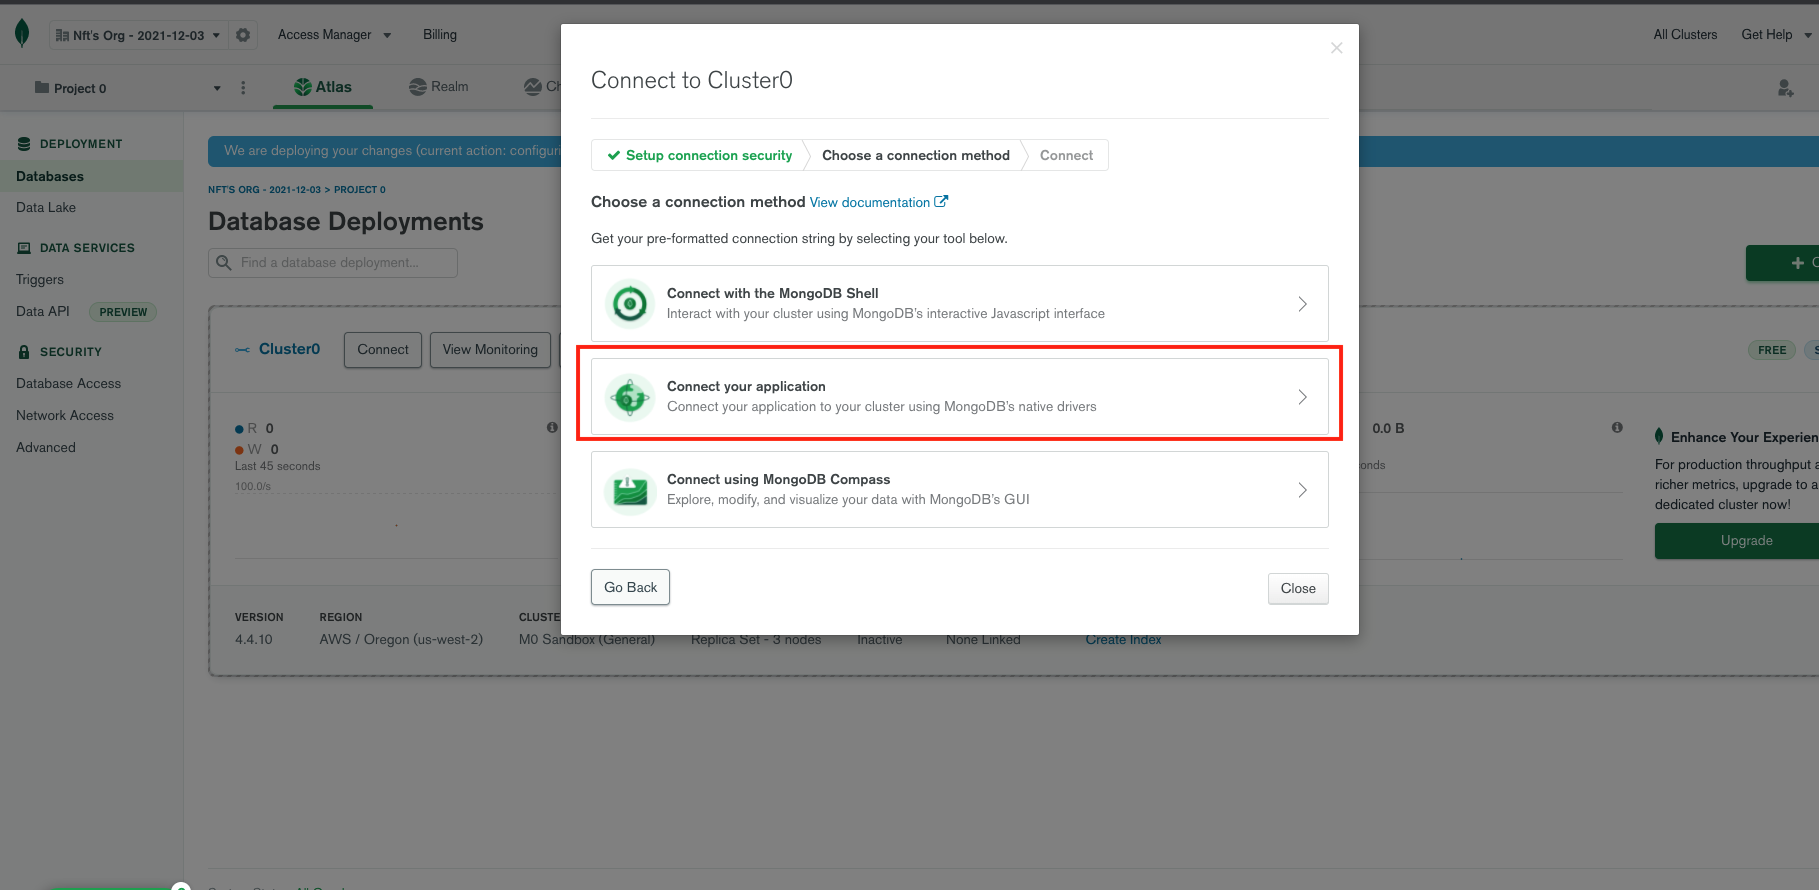 Nft's Org - 2021-12-03
Access Manager
Billing
All Clusters
Get Help
Project 0
Atlas
Realm
DEPLOYMENT
Databases
Data Lake
DATA SERVICES
Triggers
Data API PREVIEW
SECURITY
Database Access
Network Access
Advanced
We are deploying your changes (current action: configuri
NFT'S ORG - 2021-12-03 > PROJECT 0
Database Deployments
Find a database deployment...
Cluster0
Connect
View Monitoring
FREE
R 0
W 0
Last 45 seconds
100.0/s
0.0 B
onds
Enhance Your Experien
For production throughput a
richer metrics, upgrade to a
dedicated cluster now!
Upgrade
VERSION
4.4.10
REGION
AWS / Oregon (us-west-2)
CLUSTE
M0 Sandbox (General)
Replica Set - 3 nodes
Inactive
None Linked
Create Index
Connect to Cluster0
Setup connection security
Choose a connection method
Connect
Choose a connection method View documentation
Get your pre-formatted connection string by selecting your tool below.
Connect with the MongoDB Shell
Interact with your cluster using MongoDB's interactive Javascript interface
Connect your application
Connect your application to your cluster using MongoDB's native drivers
Connect using MongoDB Compass
Explore, modify, and visualize your data with MongoDB's GUI
Go Back
Close